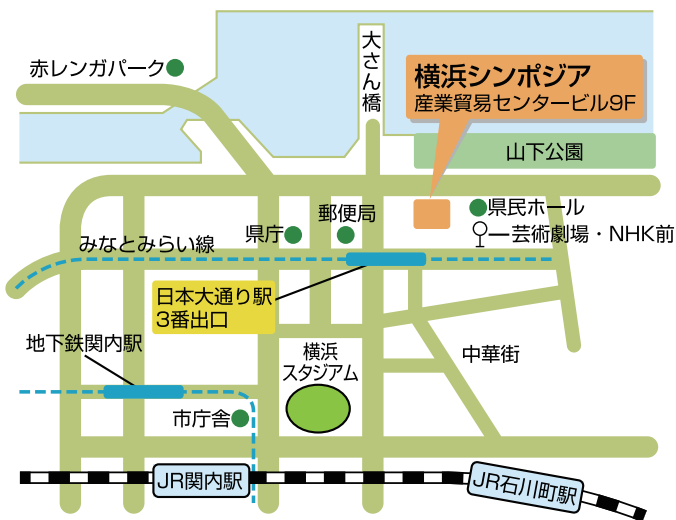 赤レンガパーク
大さん橋
横浜シンポジア
産業貿易センタービル9F
山下公園
県民ホール
芸術劇場・NHK前
郵便局
県庁
みなとみらい線
日本大通り駅
3番出口
地下鉄関内駅
横浜
スタジアム
中華街
市庁舎
JR関内駅
JR石川町駅